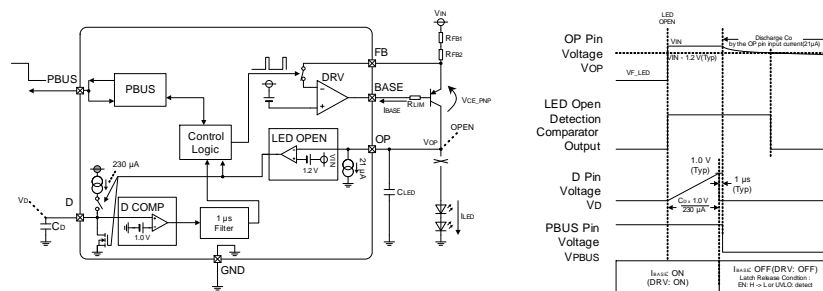 VIN
RFB1
RFB2
FB
DRV
BASE
RLIM
IBASE
VCE_PNP
PBUS
PBUS
Control
Logic
LED OPEN
VIN
1.2 V
21 µA
OP
VOP
OPEN
CLED
ILED
230 µA
VD
D
CD
D COMP
1.0 V
1 µs
Filter
GND
LED
OPEN
OP Pin
Voltage
VOP
VIN
Discharge Co
by the OP pin input current(21µA)
VIN - 1.2 V(Typ)
VF_LED
LED Open
Detection
Comparator
Output
D Pin
Voltage
VD
1.0 V
(Typ)
1 µs
(Typ)
CD x 1.0 V
230 µA
PBUS Pin
Voltage
VPBUS
IBASE ON
(DRV: ON)
IBASE OFF(DRV: OFF)
Latch Release Condition :
EN: H -> L or UVLO: detect